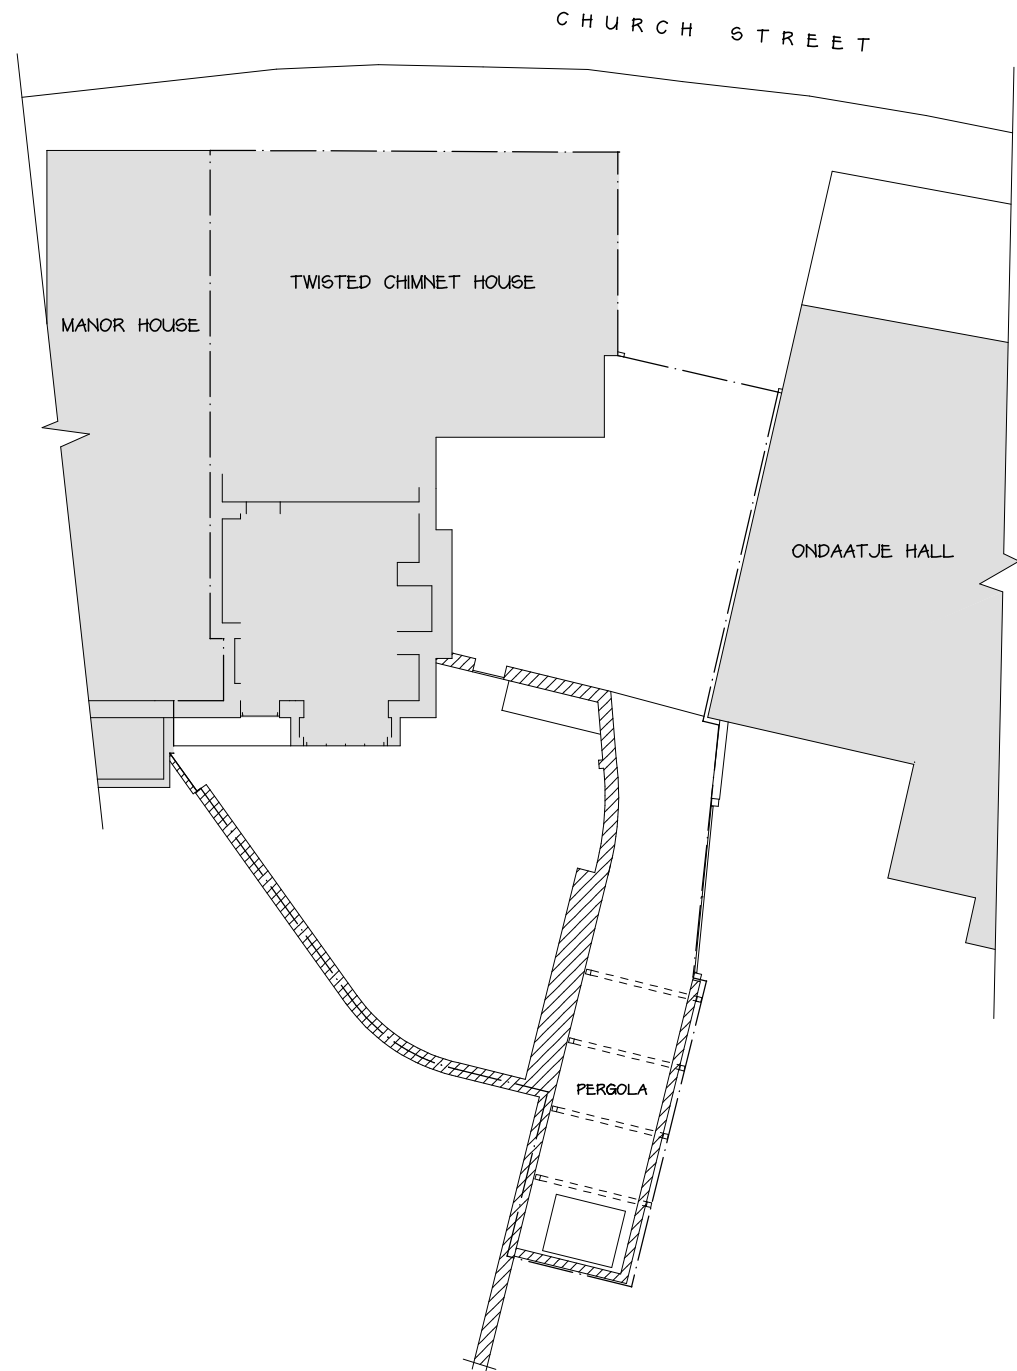 CHURCH STREET
TWISTED CHIMNET HOUSE
MANOR HOUSE
ONDAATJE HALL
PERGOLA